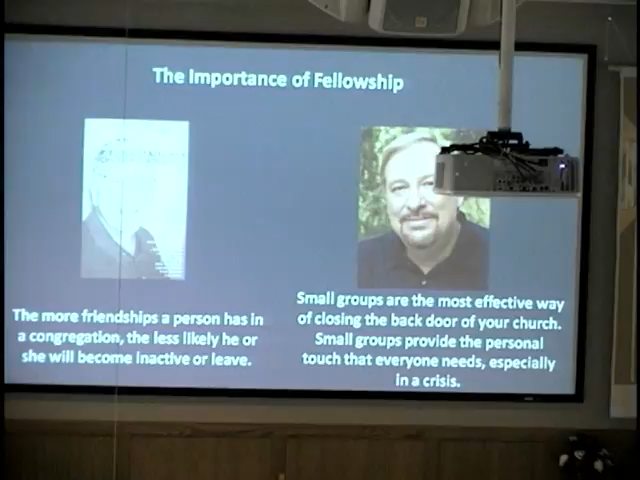 The Importance of Fellowship
The more friendships a person has in
a congregation, the less likely he or
she will become inactive or leave.
Small groups are the most effective way
of closing the back door of your church.
Small groups provide the personal
touch that everyone needs, especially
in a crisis.